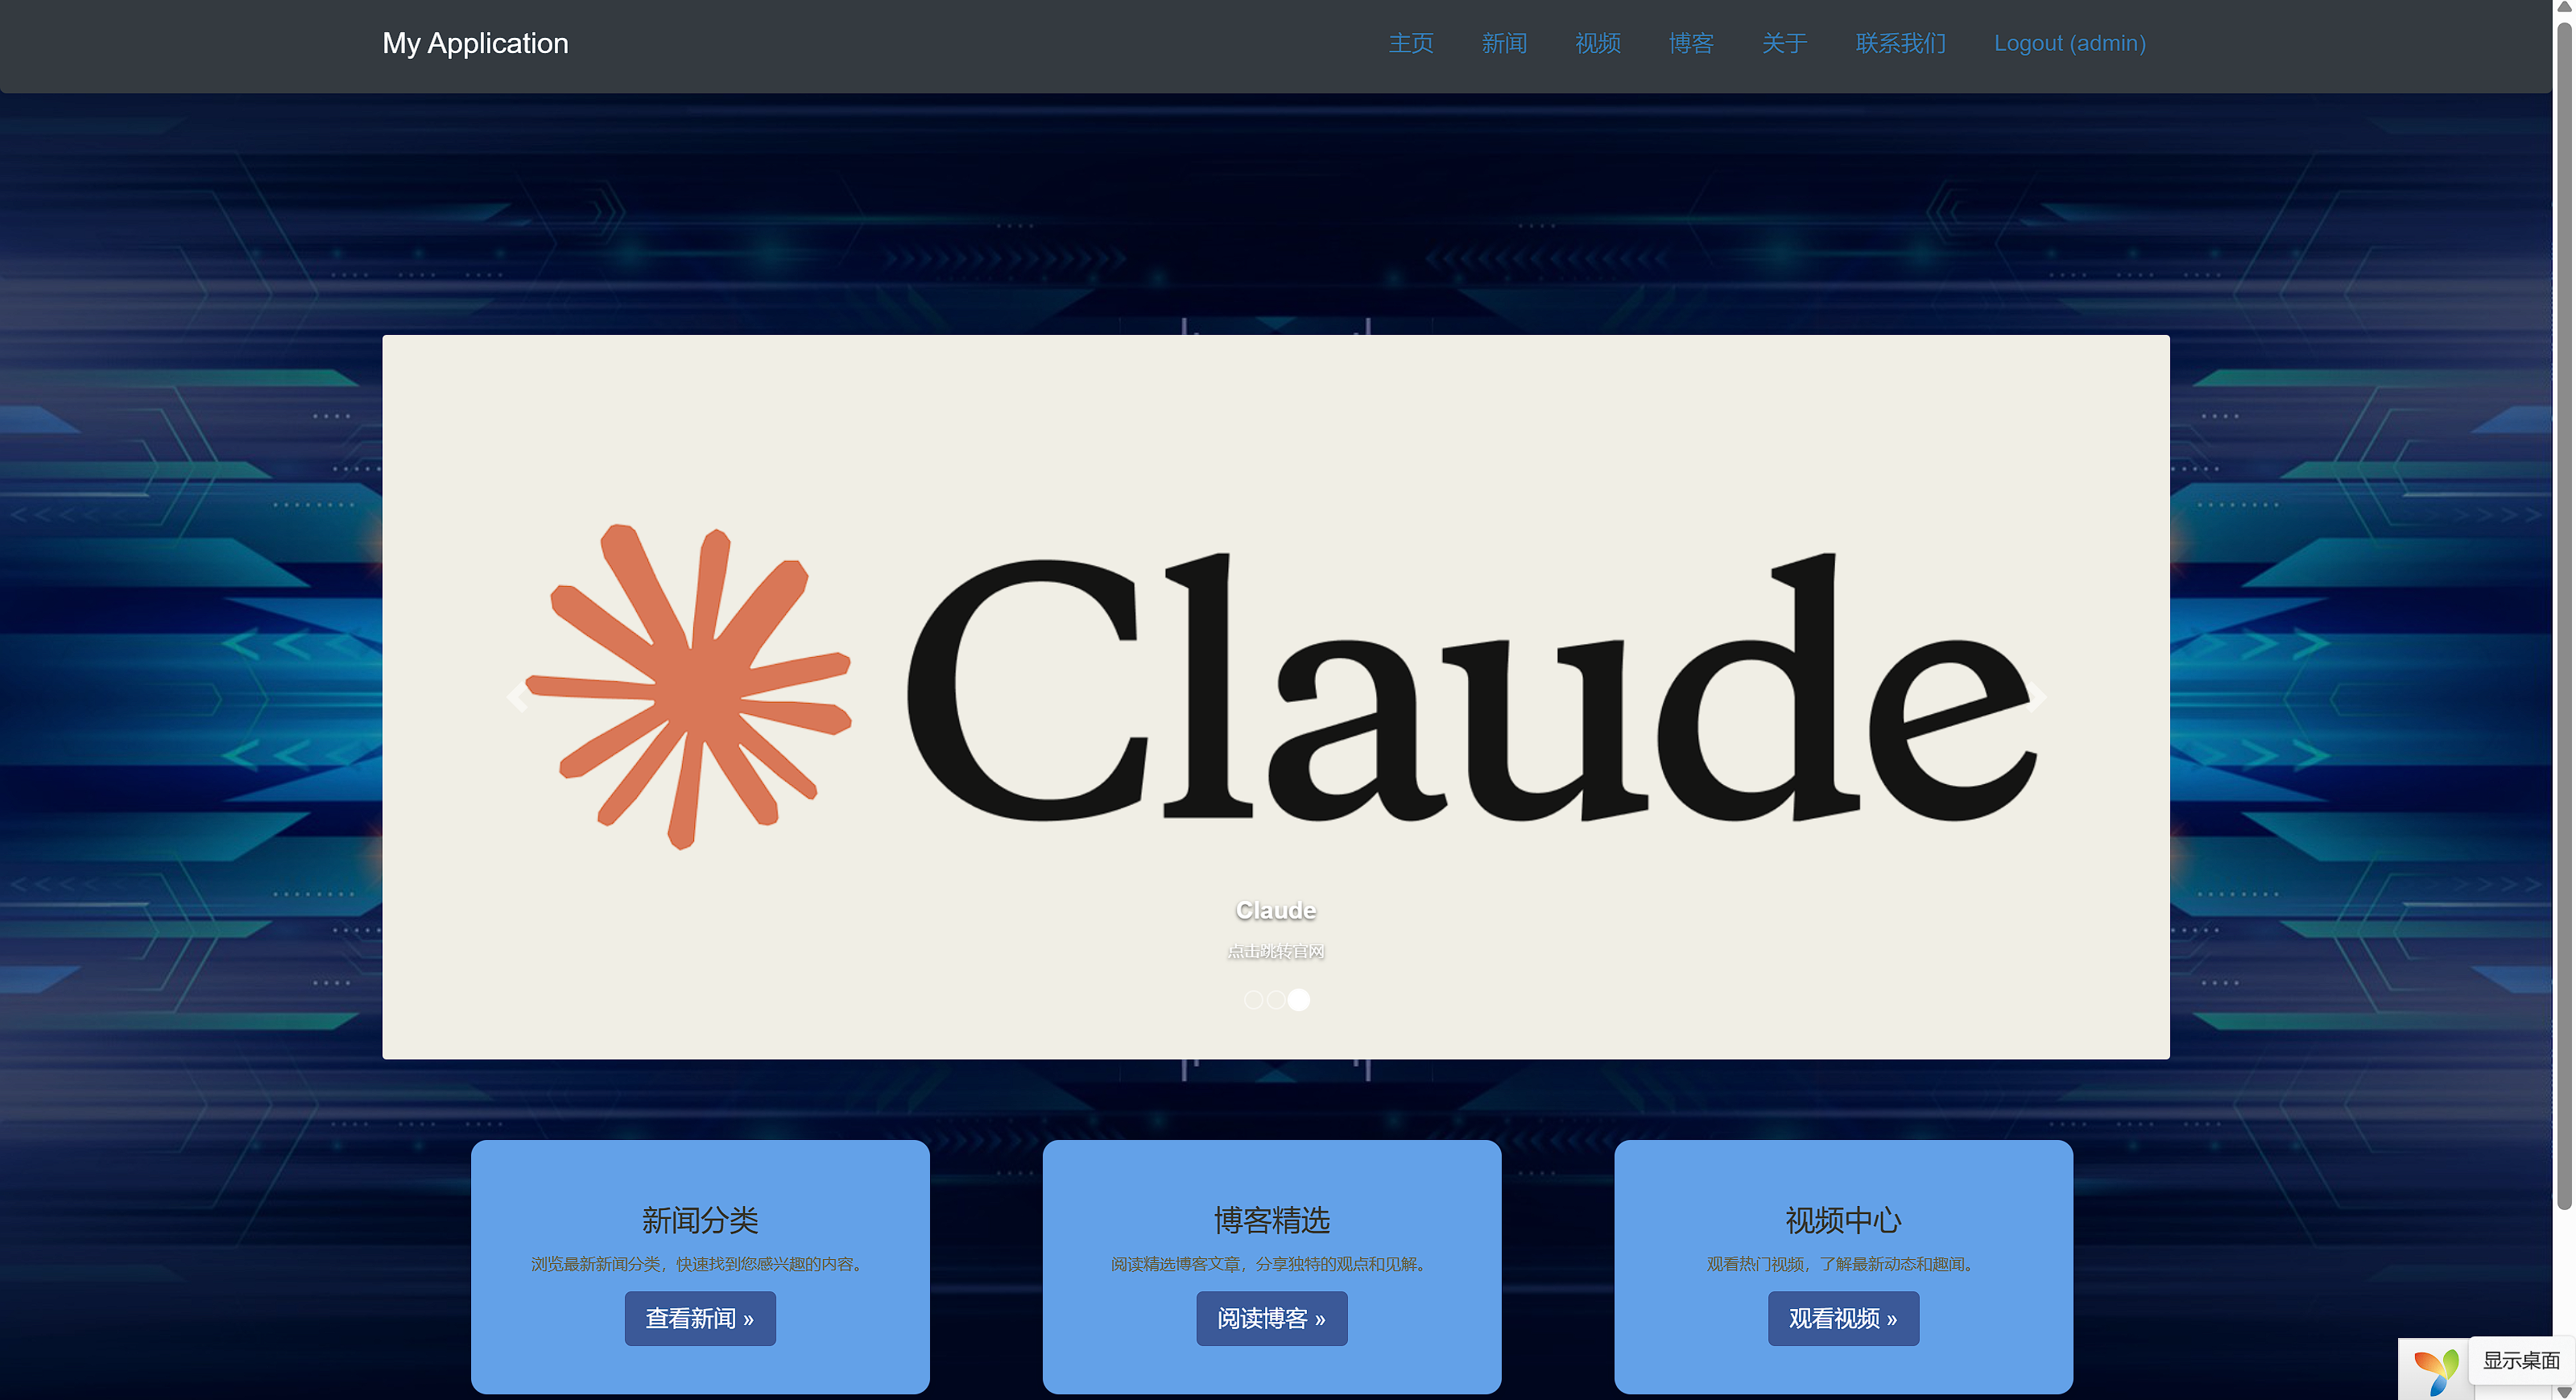 My Application
主页 新闻 视频 博客 关于 联系我们 Logout (admin)
Claude
Claude
点击跳转官网
新闻分类
浏览最新新闻分类，快速找到您感兴趣的内容。
查看新闻 »
博客精选
阅读精选博客文章，分享独特的观点和见解。
阅读博客 »
视频中心
观看热门视频，了解最新动态和趣闻。
观看视频 »
显示桌面